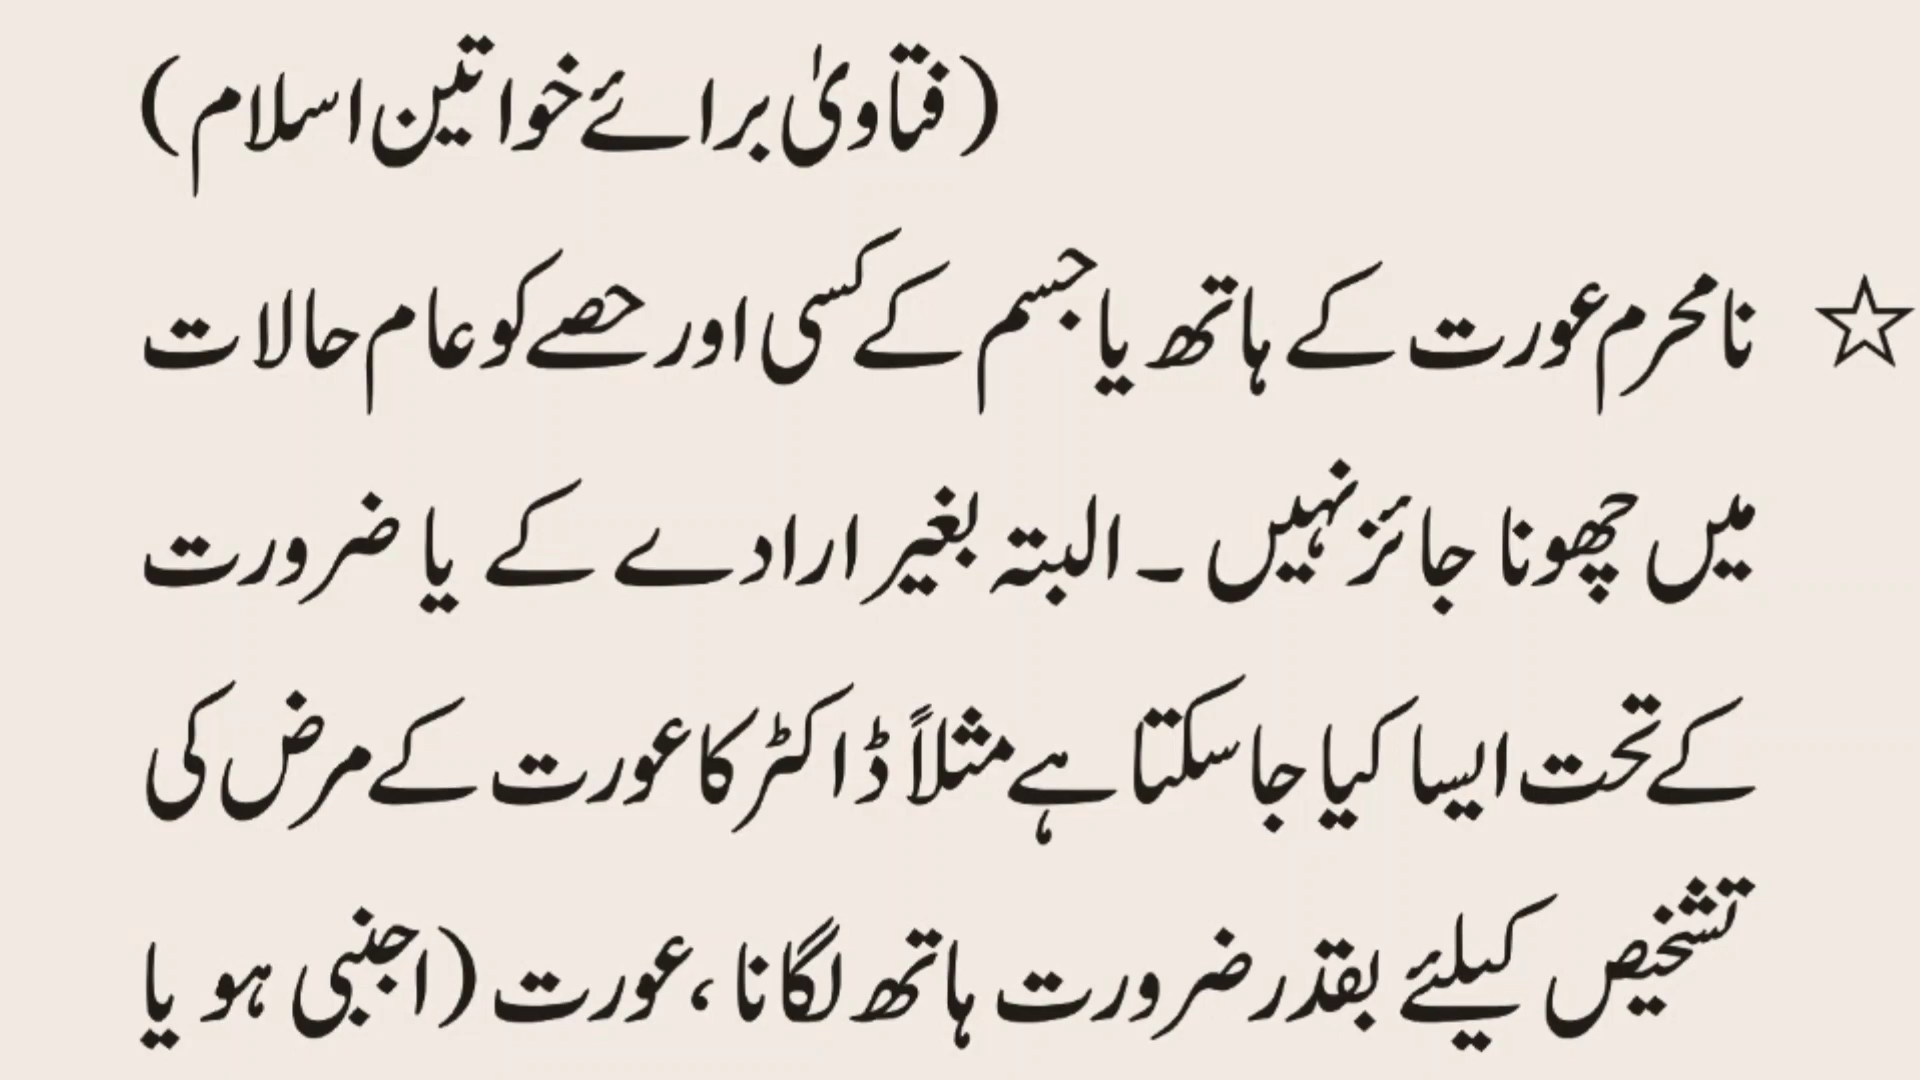 (فتاویٰ برائے خواتین اسلام)
☆ نامحرم عورت کے ہاتھ یا جسم کے کسی اور حصے کو عام حالات
میں چھونا جائز نہیں ۔ البتہ بغیر ارادے کے یا ضرورت
کے تحت ایسا کیا جا سکتا ہے مثلاً ڈاکٹر کا عورت کے مرض کی
تشخیص کیلئے بقدر ضرورت ہاتھ لگانا ، عورت (اجنبی ہو یا